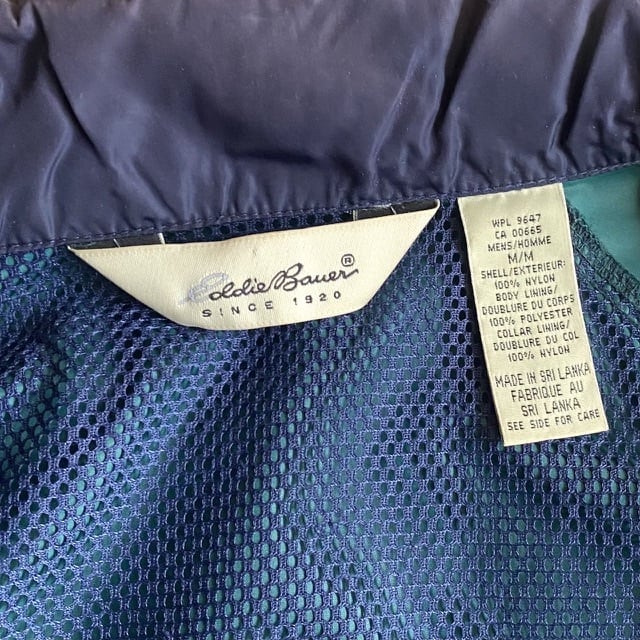 Eddie Bauer®
SINCE 1920
WPL 9647
CA 00665
MENS/HOMME
M/M
SHELL/EXTERIEUR:
100% NYLON
BODY LINING/
DOUBLURE DU CORPS
100% POLYESTER
COLLAR LINING/
DOUBLURE DU COL
100% NYLON
MADE IN SRI LANKA
FABRIQUE AU
SRI LANKA
SEE SIDE FOR CARE